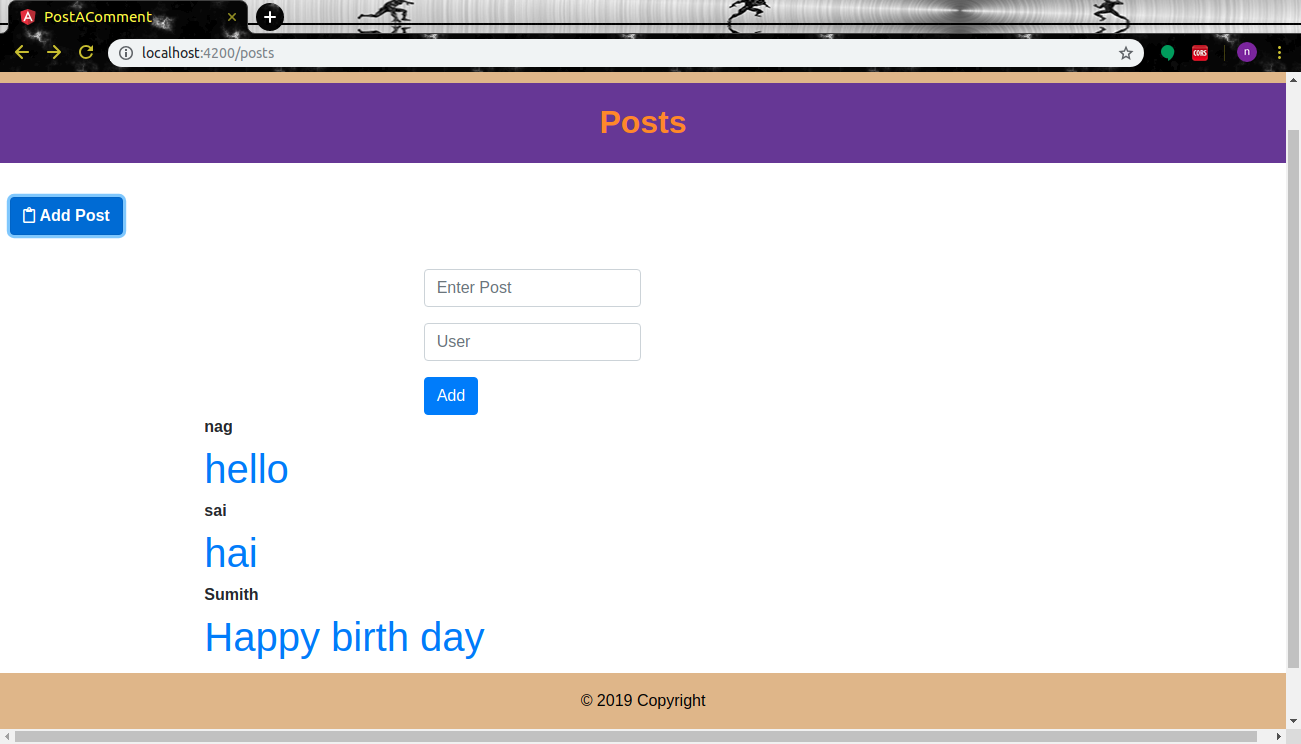 PostAComment
localhost:4200/posts
CORS
n
Posts
Add Post
Enter Post
User
Add
nag
hello
sai
hai
Sumith
Happy birth day
© 2019 Copyright